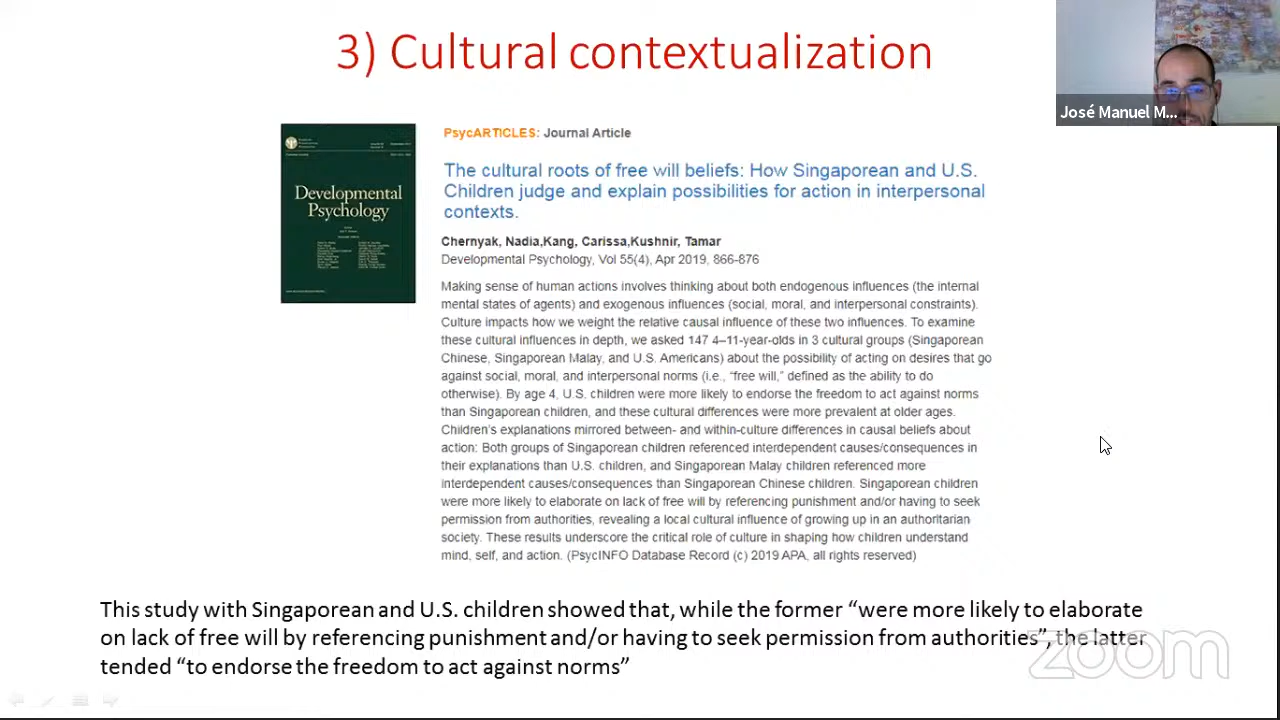 3) Cultural contextualization
José Manuel M...
PsycARTICLES: Journal Article
Developmental
Psychology
The cultural roots of free will beliefs: How Singaporean and U.S.
Children judge and explain possibilities for action in interpersonal
contexts.
Chernyak, Nadia,Kang, Carissa,Kushnir, Tamar
Developmental Psychology, Vol 55(4), Apr 2019, 866-876
Making sense of human actions involves thinking about both endogenous influences (the internal
mental states of agents) and exogenous influences (social, moral, and interpersonal constraints).
Culture impacts how we weight the relative causal influence of these two influences. To examine
these cultural influences in depth, we asked 147 4–11-year-olds in 3 cultural groups (Singaporean
Chinese, Singaporean Malay, and U.S. Americans) about the possibility of acting on desires that go
against social, moral, and interpersonal norms (i.e., “free will,” defined as the ability to do
otherwise). By age 4, U.S. children were more likely to endorse the freedom to act against norms
than Singaporean children, and these cultural differences were more prevalent at older ages.
Children’s explanations mirrored between- and within-culture differences in causal beliefs about
action: Both groups of Singaporean children referenced interdependent causes/consequences in
their explanations than U.S. children, and Singaporean Malay children referenced more
interdependent causes/consequences than Singaporean Chinese children. Singaporean children
were more likely to elaborate on lack of free will by referencing punishment and/or having to seek
permission from authorities, revealing a local cultural influence of growing up in an authoritarian
society. These results underscore the critical role of culture in shaping how children understand
mind, self, and action. (PsycINFO Database Record (c) 2019 APA, all rights reserved)
This study with Singaporean and U.S. children showed that, while the former “were more likely to elaborate
on lack of free will by referencing punishment and/or having to seek permission from authorities”, the latter
tended “to endorse the freedom to act against norms”
zoom